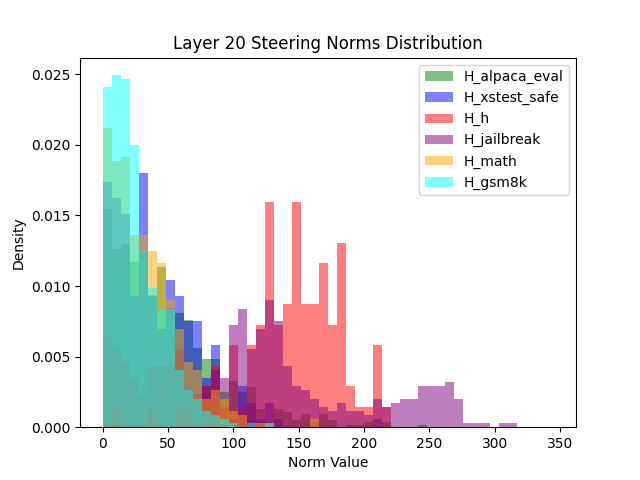 Layer 20 Steering Norms Distribution
H_alpaca_eval
H_xstest_safe
H_h
H_jailbreak
H_math
H_gsm8k
0.025
0.020
0.015
0.010
0.005
0.000
Density
0 50 100 150 200 250 300 350
Norm Value